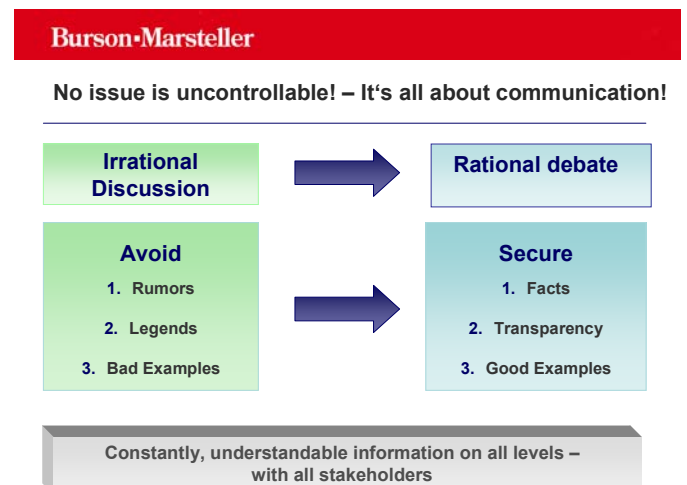 Burson•Marsteller
No issue is uncontrollable! – It‘s all about communication!
Irrational
Discussion
Rational debate
Avoid
1. Rumors
2. Legends
3. Bad Examples
Secure
1. Facts
2. Transparency
3. Good Examples
Constantly, understandable information on all levels –
with all stakeholders